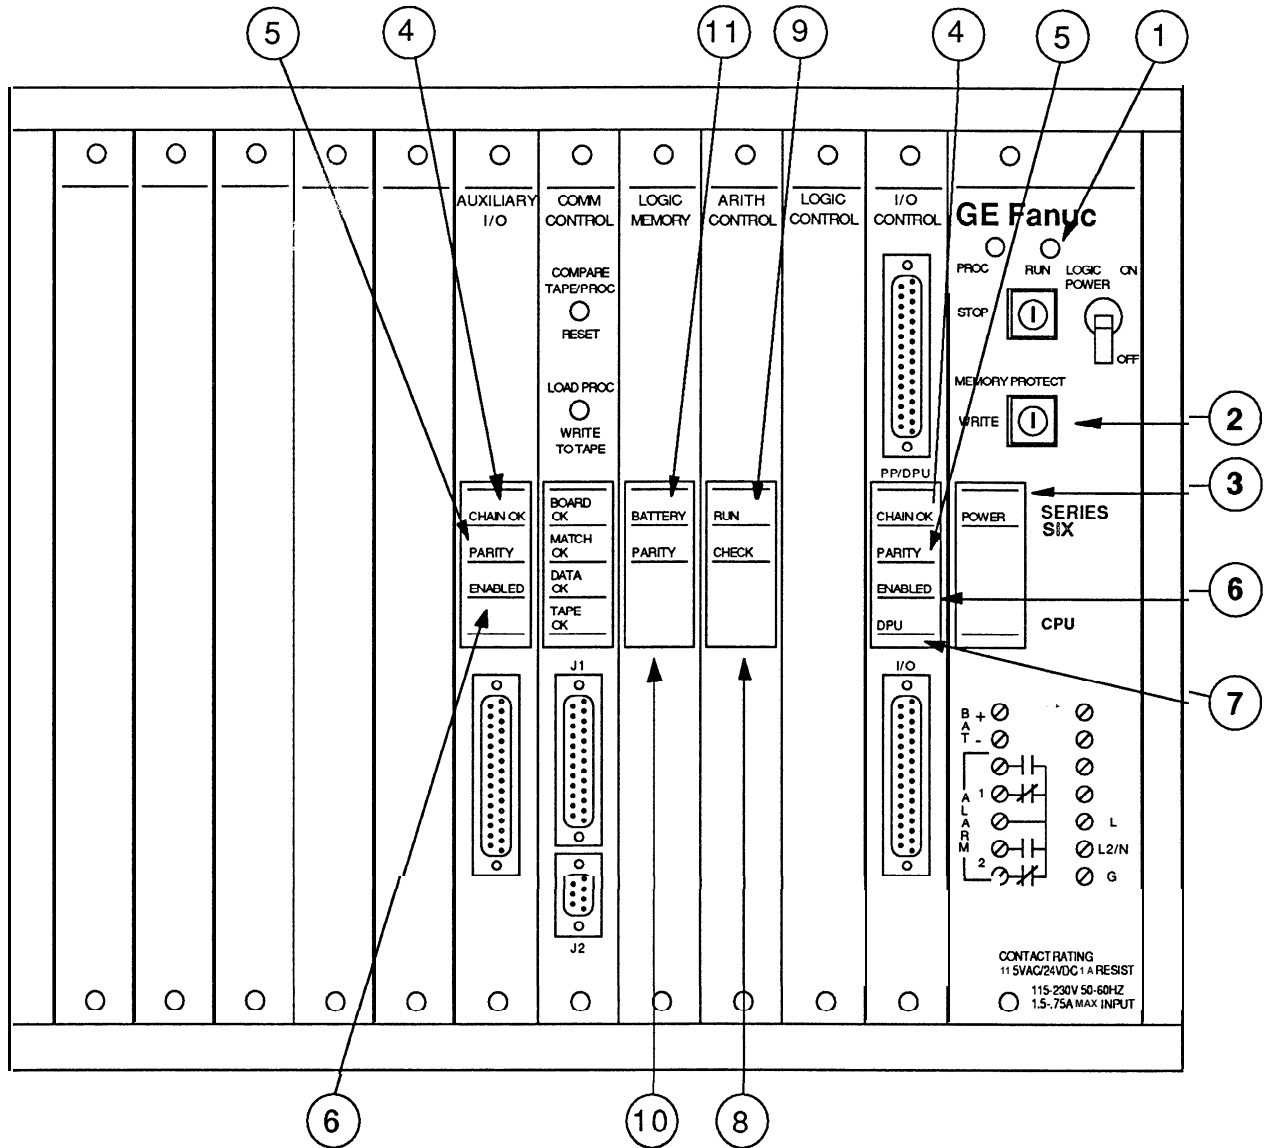 5 4 11 9 4 5 1
AUXILIARY
I/O
COMM
CONTROL
LOGIC
MEMORY
ARITH
CONTROL
LOGIC
CONTROL
I/O
CONTROL
GE Fanuc
PROC RUN LOGIC ON
POWER
STOP
OFF
MEMORY PROTECT
WRITE
2
COMPARE
TAPE/PROC
RESET
LOAD PROC
WRITE
TO TAPE
PP/DPU
3
CHAIN OK
PARITY
ENABLED
BOARD
OK
MATCH
OK
DATA
OK
TAPE
OK
BATTERY
PARITY
RUN
CHECK
CHAIN OK
PARITY
ENABLED
DPU
POWER
SERIES
SIX
CPU
6
7
J1
J2
I/O
BAT + -
ALARM 1 2
L
L2/N
G
CONTACT RATING
115VAC/24VDC 1 A RESIST
115-230V 50-60HZ
1.5-.75A MAX INPUT
6 10 8